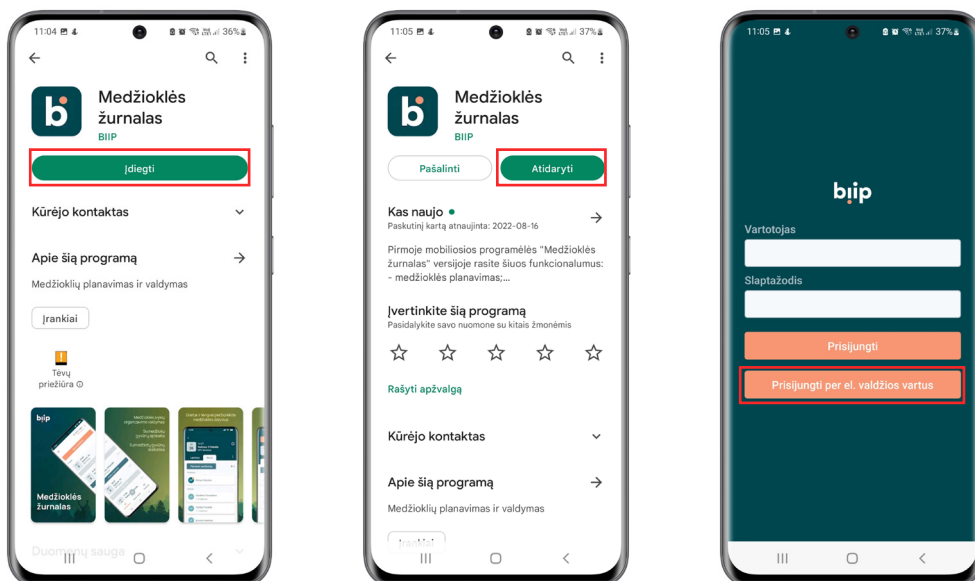 11:04
36%
Medžioklės
žurnalas
BIIP
Įdiegti
Kūrėjo kontaktas
Apie šią programą
Medžioklių planavimas ir valdymas
Įrankiai
Tėvų
priežiūra
biip
Medžioklės
žurnalas
Duomenų sauga
11:05
37%
Medžioklės
žurnalas
BIIP
Pašalinti
Atidaryti
Kas naujo
Paskutinį kartą atnaujinta: 2022-08-16
Pirmoje mobiliosios programėlės "Medžioklės
žurnalas" versijoje rasite šiuos funkcionalumus:
- medžioklės planavimas;...
Įvertinkite šią programą
Pasidalykite savo nuomone su kitais žmonėmis
Rašyti apžvalgą
Kūrėjo kontaktas
Apie šią programą
Medžioklių planavimas ir valdymas
Įrankiai
11:05
37%
biip
Vartotojas
Slaptažodis
Prisijungti
Prisijungti per el. valdžios vartus